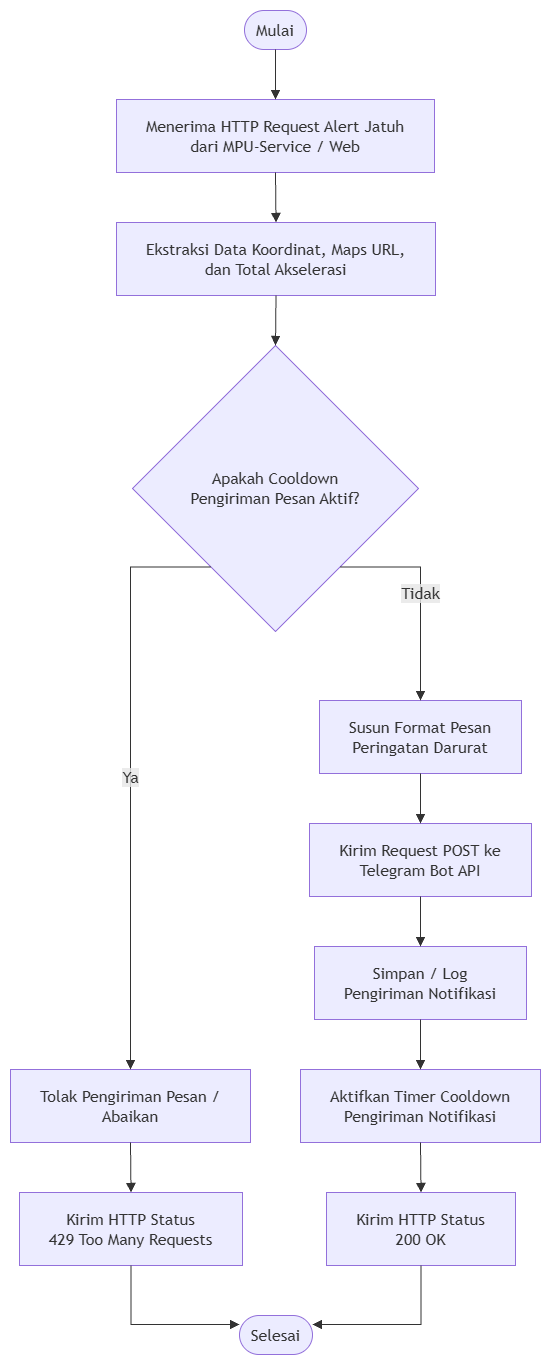 Mulai
Menerima HTTP Request Alert Jatuh
dari MPU-Service / Web
Ekstraksi Data Koordinat, Maps URL,
dan Total Akselerasi
Apakah Cooldown
Pengiriman Pesan Aktif?
Tidak
Susun Format Pesan
Peringatan Darurat
Ya
Kirim Request POST ke
Telegram Bot API
Simpan / Log
Pengiriman Notifikasi
Tolak Pengiriman Pesan /
Abaikan
Aktifkan Timer Cooldown
Pengiriman Notifikasi
Kirim HTTP Status
429 Too Many Requests
Kirim HTTP Status
200 OK
Selesai